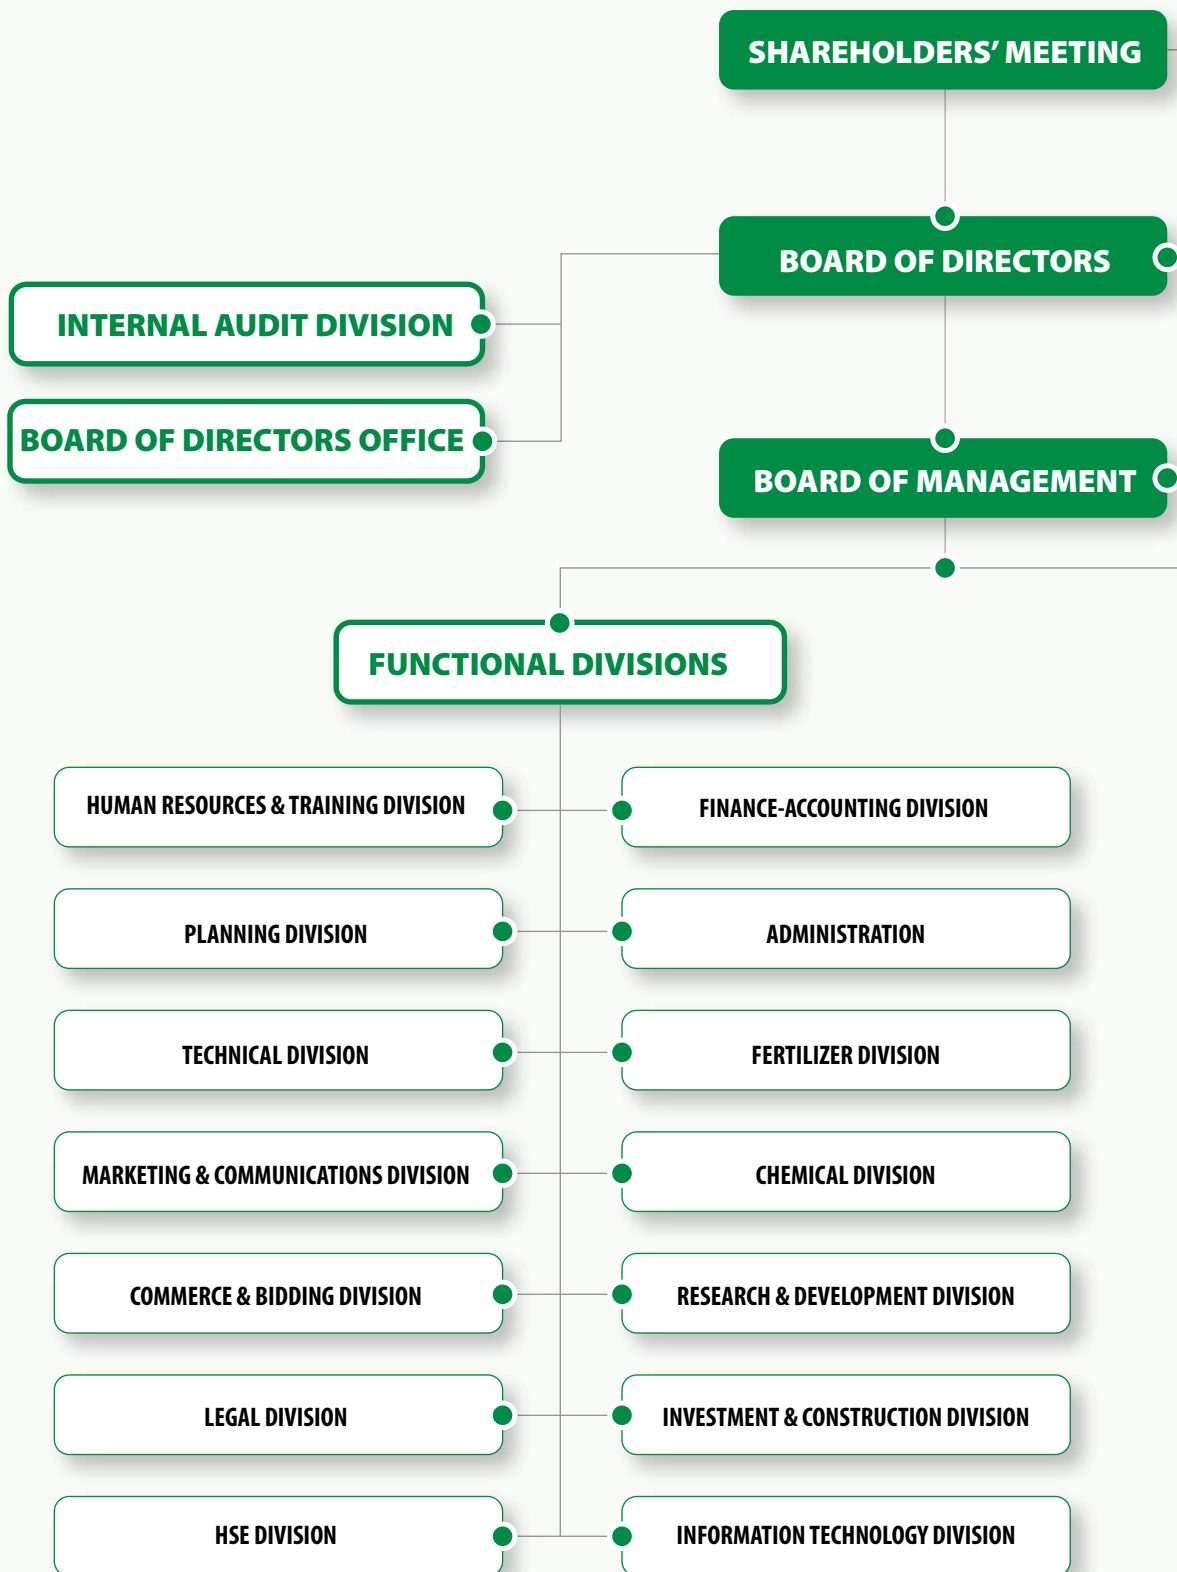 SHAREHOLDERS’ MEETING
BOARD OF DIRECTORS
INTERNAL AUDIT DIVISION
BOARD OF DIRECTORS OFFICE
BOARD OF MANAGEMENT
FUNCTIONAL DIVISIONS
HUMAN RESOURCES & TRAINING DIVISION
FINANCE-ACCOUNTING DIVISION
PLANNING DIVISION
ADMINISTRATION
TECHNICAL DIVISION
FERTILIZER DIVISION
MARKETING & COMMUNICATIONS DIVISION
CHEMICAL DIVISION
COMMERCE & BIDDING DIVISION
RESEARCH & DEVELOPMENT DIVISION
LEGAL DIVISION
INVESTMENT & CONSTRUCTION DIVISION
HSE DIVISION
INFORMATION TECHNOLOGY DIVISION